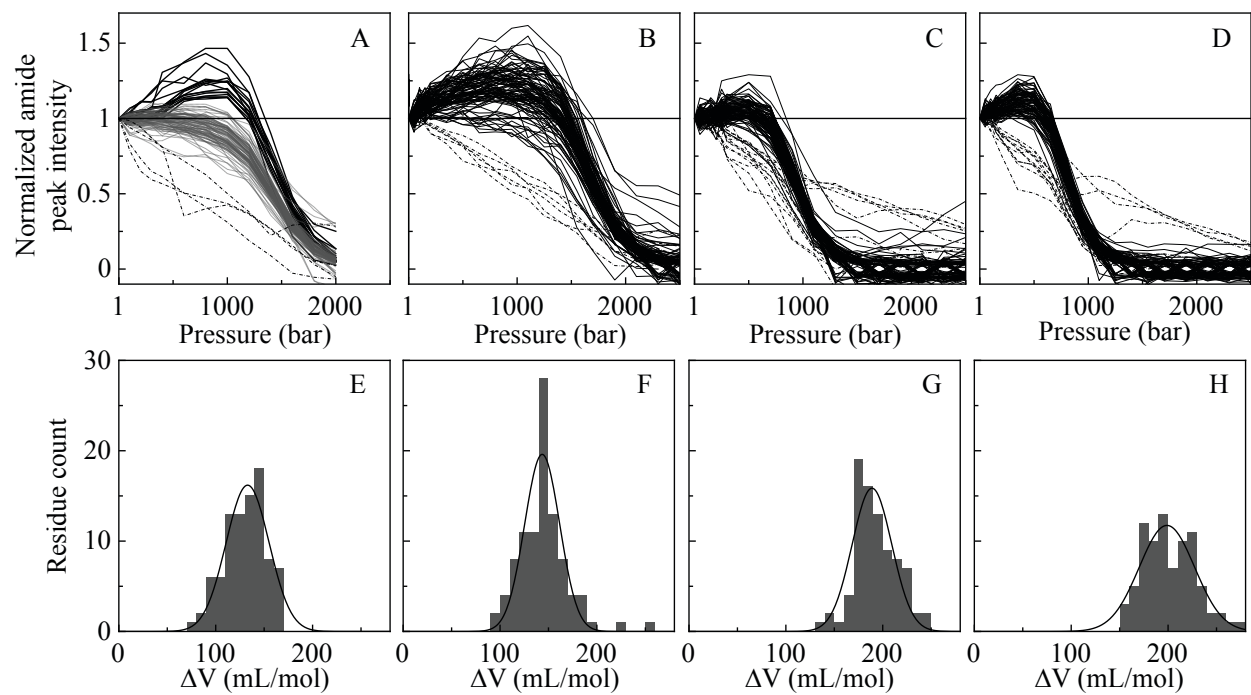 Normalized amide
peak intensity
1.5
1
0.5
0
A
B
C
D
1 1000 2000
1 1000 2000
1 1000 2000
1 1000 2000
Pressure (bar)
Pressure (bar)
Pressure (bar)
Pressure (bar)
Residue count
30
20
10
0
E
F
G
H
0 100 200
0 100 200
0 100 200
0 100 200
ΔV (mL/mol)
ΔV (mL/mol)
ΔV (mL/mol)
ΔV (mL/mol)